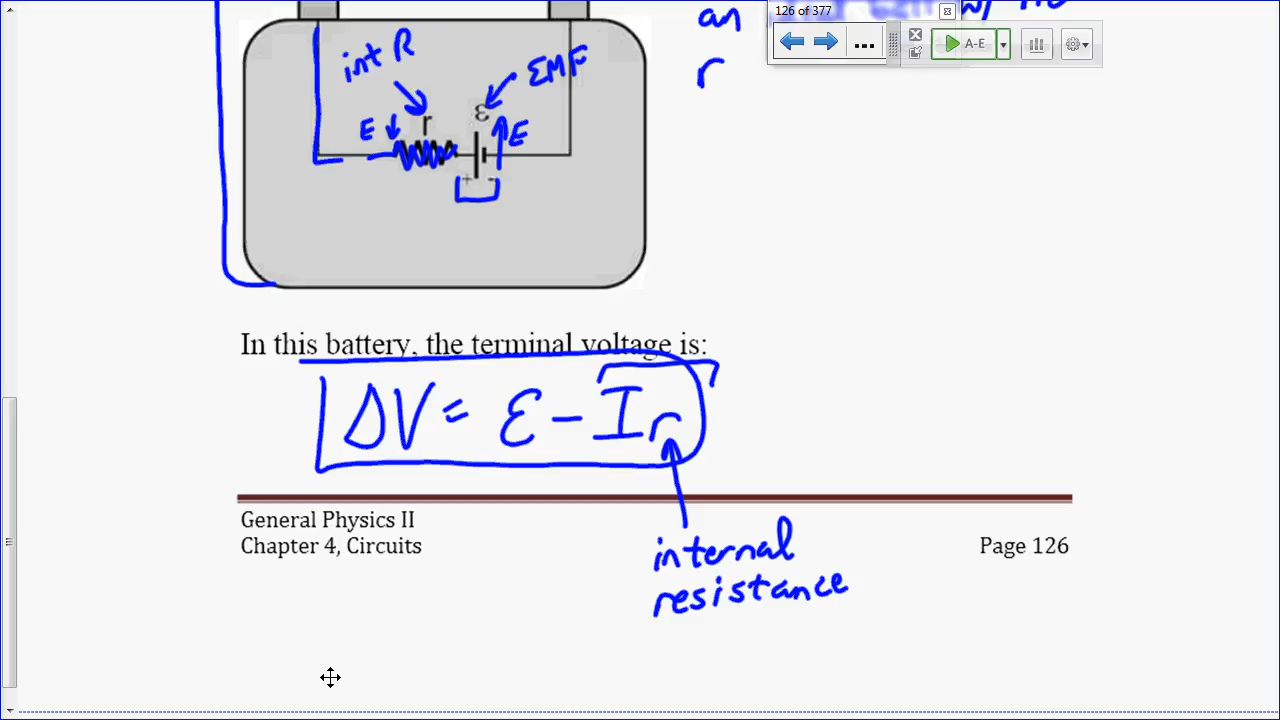 126 of 377
an
r
A-E
int R
EMF
r
ε
E
E
+ -
In this battery, the terminal voltage is:
ΔV = ε - Ir
General Physics II
Chapter 4, Circuits
Page 126
internal
resistance